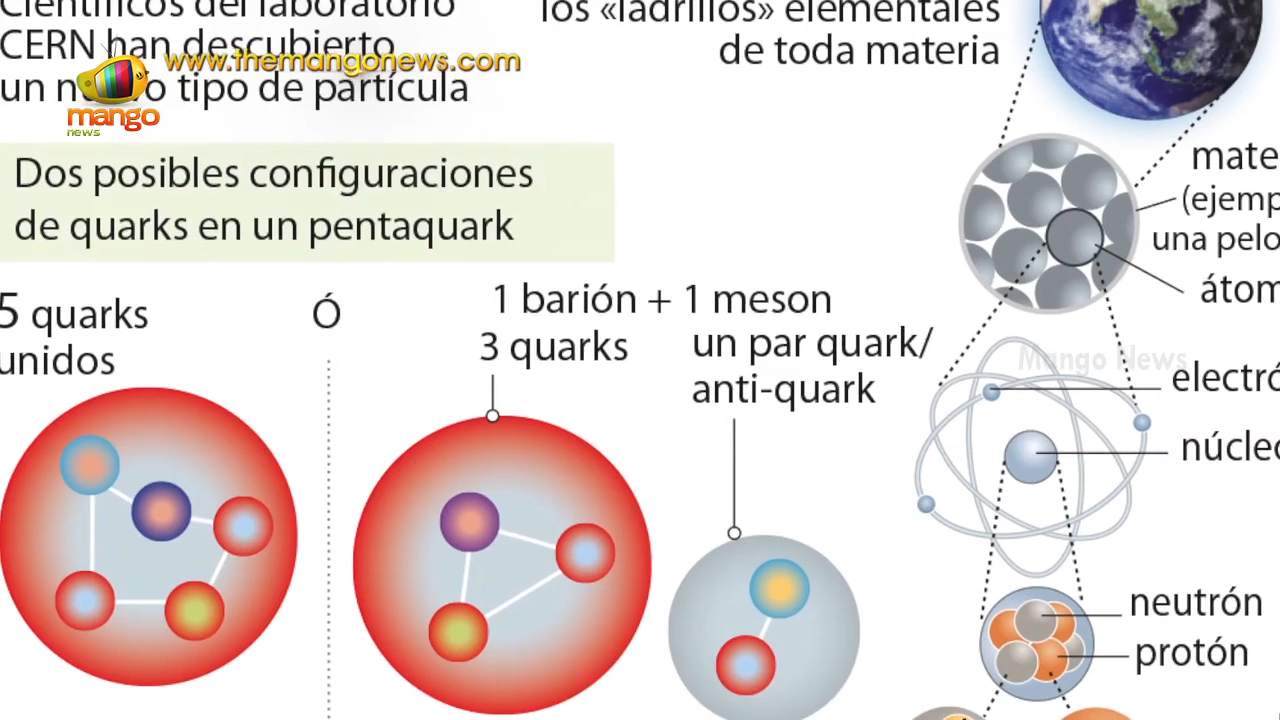 Científicos del laboratorio
CERN han descubierto
un nuevo tipo de partícula
www.themangonews.com
mango
news
los «ladrillos» elementales
de toda materia
Dos posibles configuraciones
de quarks en un pentaquark
5 quarks
unidos
Ó
1 barión + 1 meson
3 quarks
un par quark/
anti-quark
mate
(ejemp
una pelo
átom
Mango News
electró
núcleo
neutrón
protón